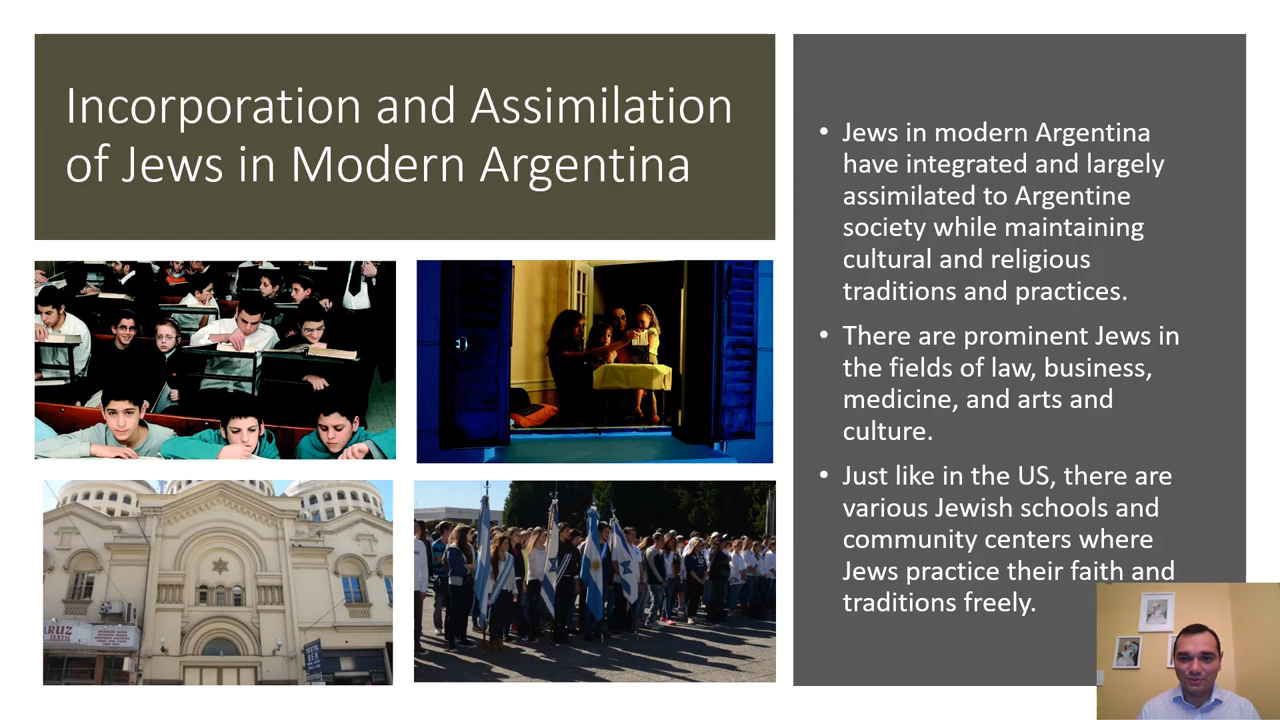 Incorporation and Assimilation
of Jews in Modern Argentina
• Jews in modern Argentina
have integrated and largely
assimilated to Argentine
society while maintaining
cultural and religious
traditions and practices.
• There are prominent Jews in
the fields of law, business,
medicine, and arts and
culture.
• Just like in the US, there are
various Jewish schools and
community centers where
Jews practice their faith and
traditions freely.
ARUZ
TEXTIL